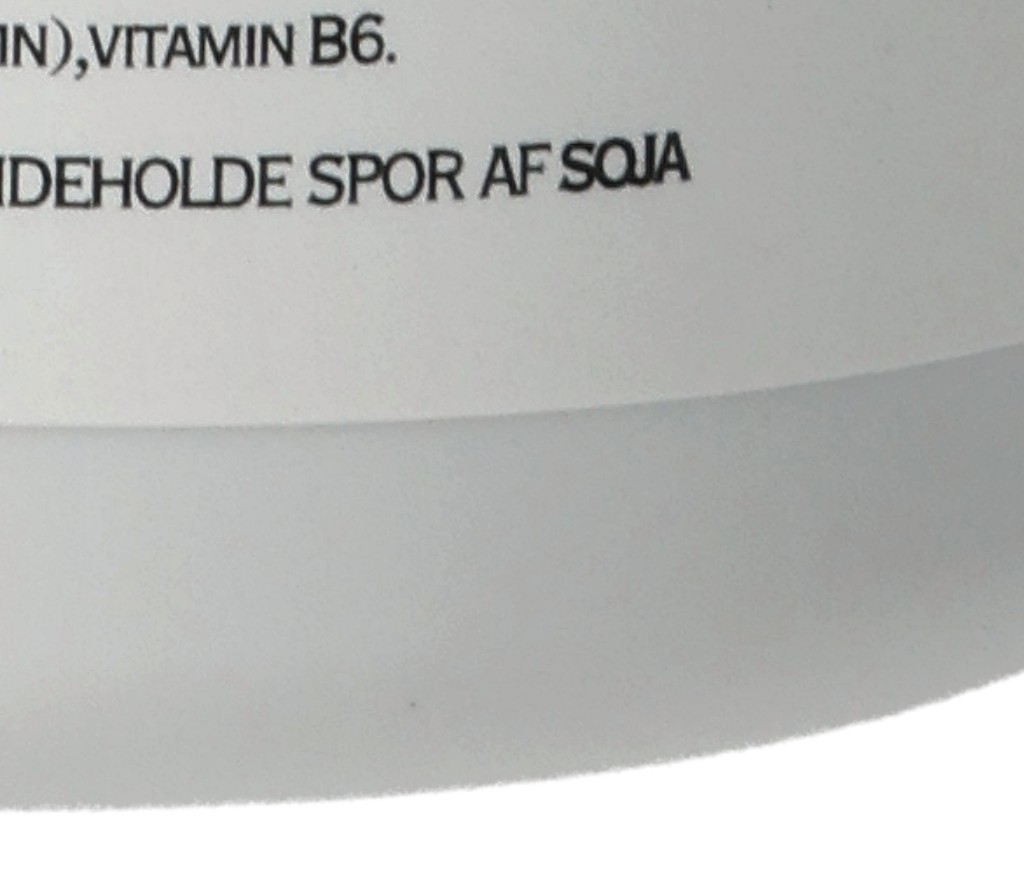 IN),VITAMIN B6.
IDEHOLDE SPOR AF SOJA